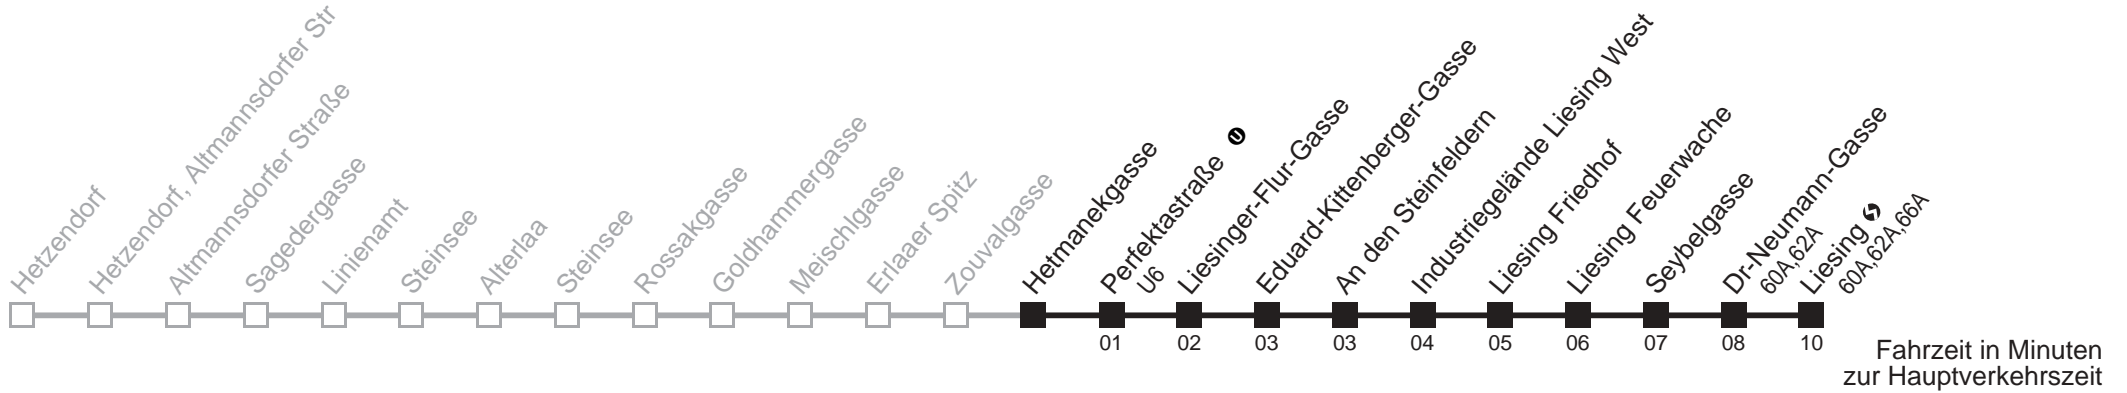 Hetzendorf
Hetzendorf, Altmannsdorfer Str
Altmannsdorfer Straße
Sagedergasse
Linienamt
Steinsee
Alterlaa
Steinsee
Rossakgasse
Goldhammergasse
Meischlgasse
Erlaaer Spitz
Zouvalgasse
Hetmanekgasse
Perfektastraße U
U6
Liesinger-Flur-Gasse
Eduard-Kittenberger-Gasse
An den Steinfeldern
Industriegelände Liesing West
Liesing Friedhof
Liesing Feuerwache
Seybelgasse
Dr-Neumann-Gasse
60A,62A
Liesing
60A,62A,66A
01 02 03 03 04 05 06 07 08 10
Fahrzeit in Minuten
zur Hauptverkehrszeit